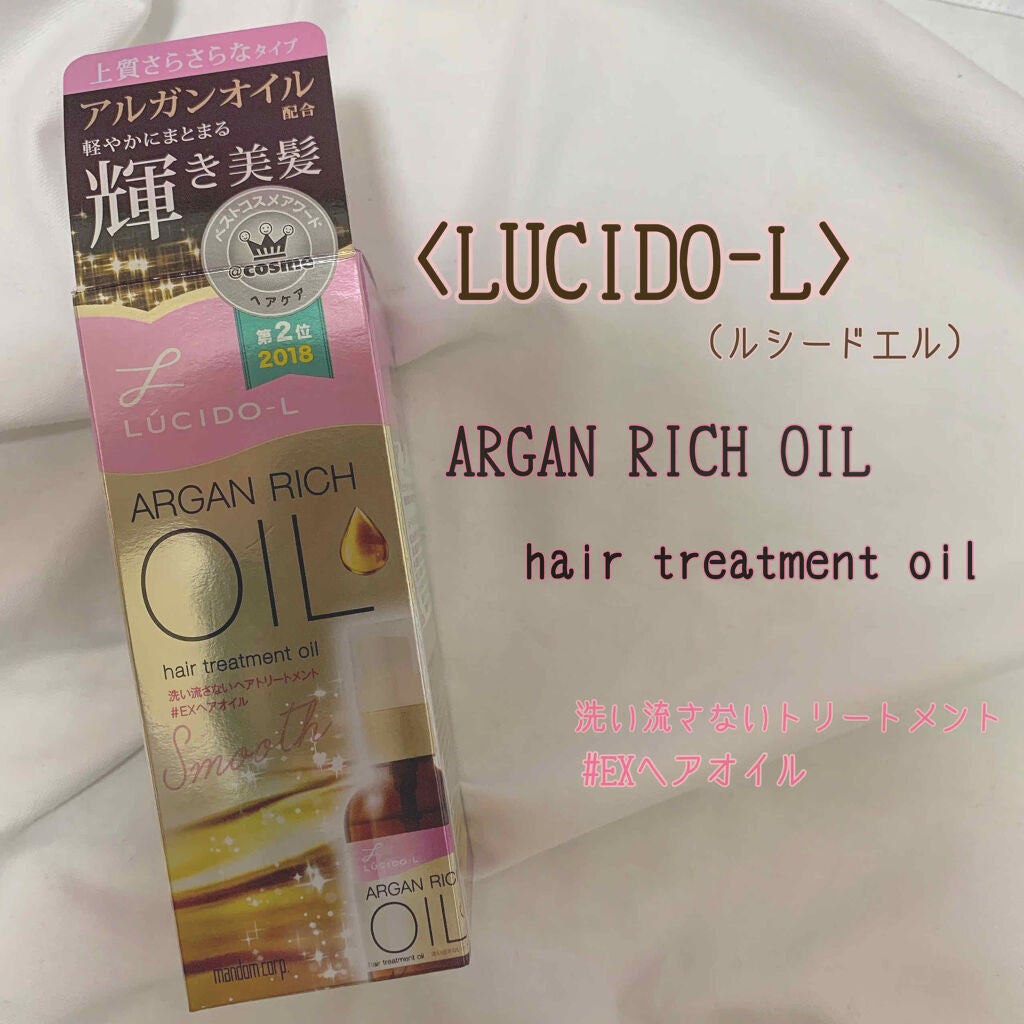 上質さらさらなタイプ
アルガンオイル
配合
軽やかにまとまる
輝き美髪
ベストコスメアワード
@cosme
ヘアケア
第2位
2018
LÚCIDO-L
ARGAN RICH
OIL
hair treatment oil
洗い流さないヘアトリートメント
#EXヘアオイル
Smooth
LÚCIDO-L
ARGAN RIC
OIL
hair treatment oil
mandom corp.
〈LUCIDO-L〉
(ルシードエル)
ARGAN RICH OIL
hair treatment oil
洗い流さないトリートメント
#EXヘアオイル